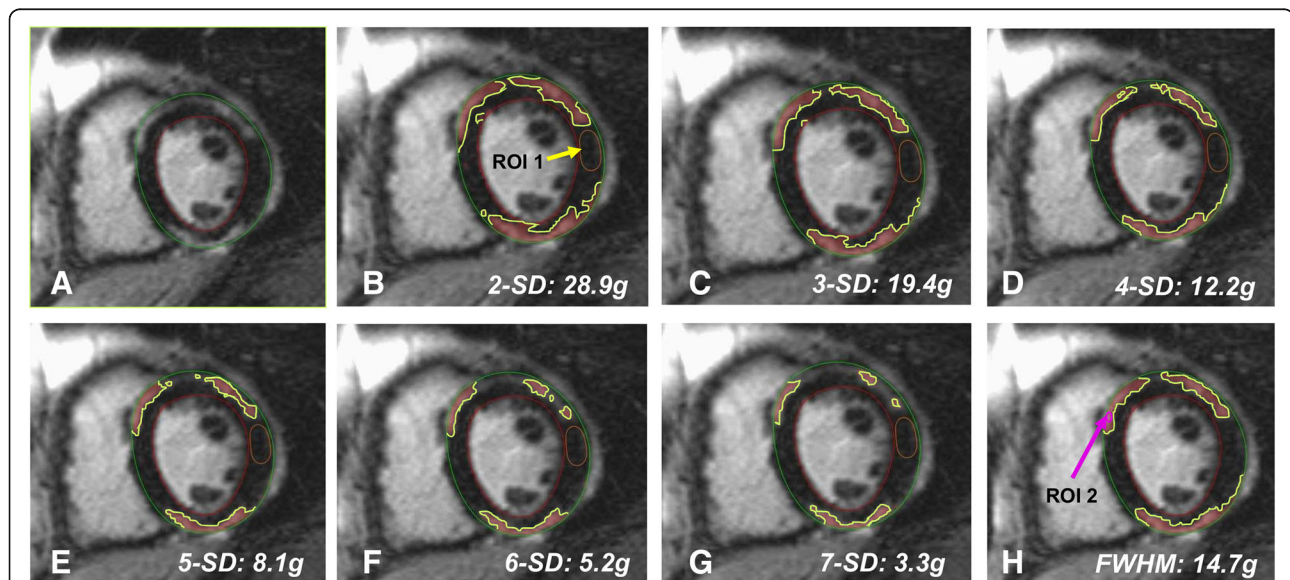 A
B
ROI 1
2-SD: 28.9g
C
3-SD: 19.4g
D
4-SD: 12.2g
E
5-SD: 8.1g
F
6-SD: 5.2g
G
7-SD: 3.3g
H
ROI 2
FWHM: 14.7g